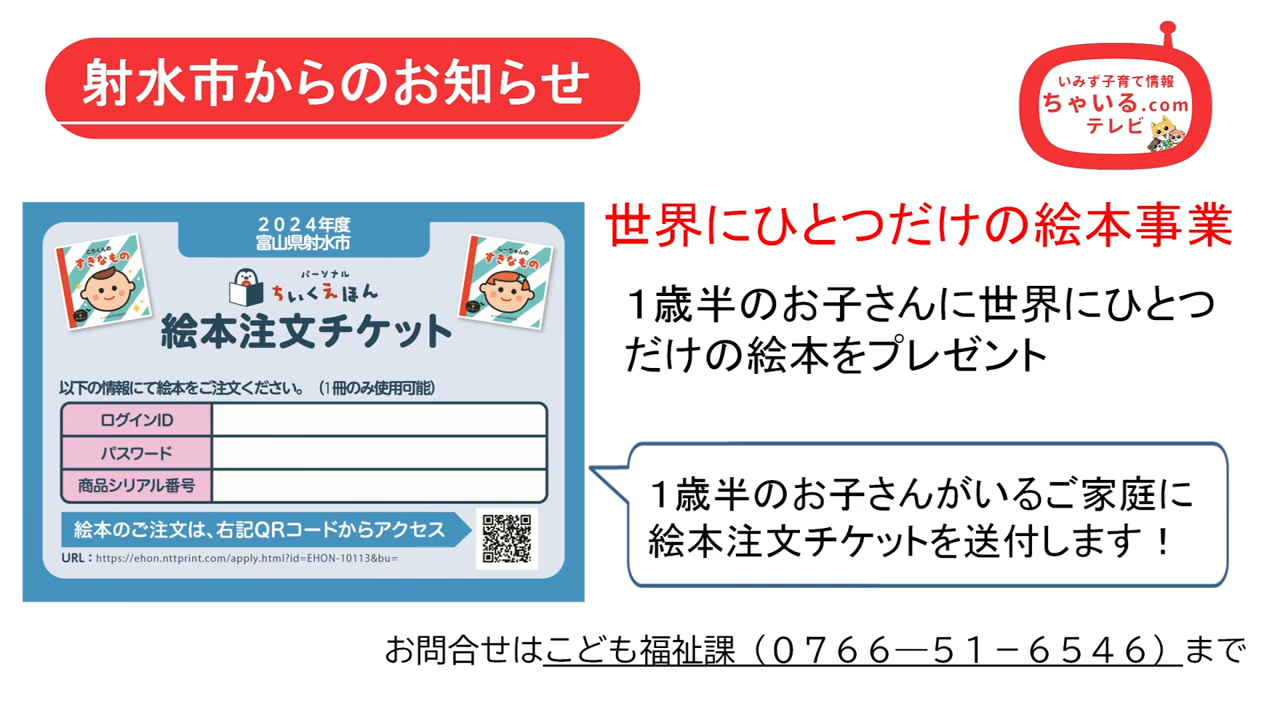 射水市からのお知らせ
いみず子育て情報
ちゃいる.com
テレビ
2024年度
富山県射水市
こうくんの
すきなもの
しーちゃんの
すきなもの
パーソナル
ちいくえほん
絵本注文チケット
以下の情報にて絵本をご注文ください。（1冊のみ使用可能）
ログインID
パスワード
商品シリアル番号
絵本のご注文は、右記QRコードからアクセス
URL：https://ehon.nttprint.com/apply.html?id=EHON-10113&bu=
世界にひとつだけの絵本事業
１歳半のお子さんに世界にひとつ
だけの絵本をプレゼント
１歳半のお子さんがいるご家庭に
絵本注文チケットを送付します！
お問合せはこども福祉課（０７６６―５１－６５４６）まで